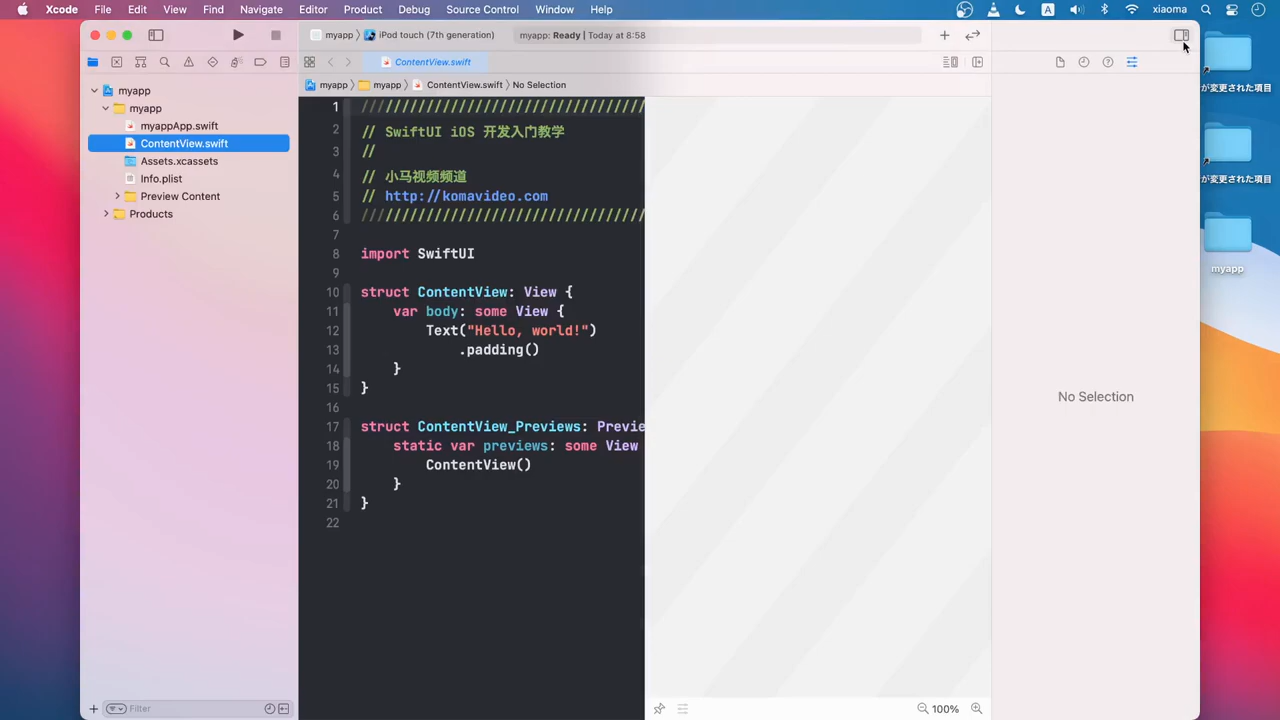 Xcode File Edit View Find Navigate Editor Product Debug Source Control Window Help A xiaoma
myapp iPod touch (7th generation) myapp: Ready | Today at 8:58
ContentView.swift
myapp myapp ContentView.swift No Selection
myapp
myapp
myappApp.swift
ContentView.swift
Assets.xcassets
Info.plist
Preview Content
Products
Filter
1 ///////////////////////////////////
2 // SwiftUI iOS 开发入门教学
3 //
4 // 小马视频频道
5 // http://komavideo.com
6 ///////////////////////////////////
7
8 import SwiftUI
9
10 struct ContentView: View {
11 var body: some View {
12 Text("Hello, world!")
13 .padding()
14 }
15 }
16
17 struct ContentView_Previews: Previe
18 static var previews: some View
19 ContentView()
20 }
21 }
22
100%
No Selection
が変更された項目
が変更された項目
myapp